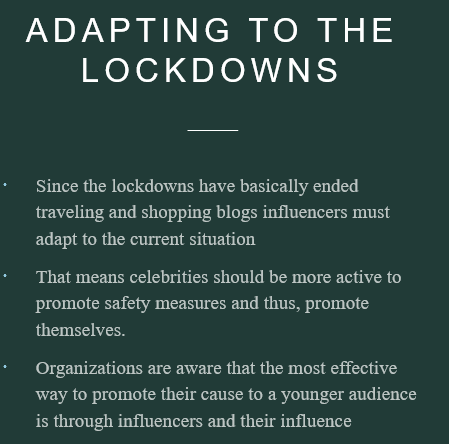 ADAPTING TO THE
LOCKDOWNS
· Since the lockdowns have basically ended
traveling and shopping blogs influencers must
adapt to the current situation
· That means celebrities should be more active to
promote safety measures and thus, promote
themselves.
· Organizations are aware that the most effective
way to promote their cause to a younger audience
is through influencers and their influence